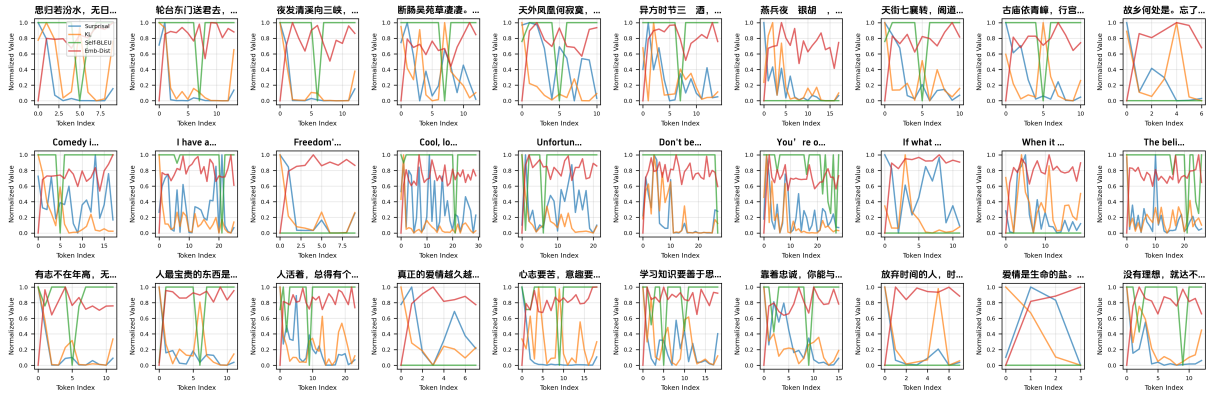 思归若汾水，无日...
轮台东门送君去，...
夜发清溪向三峡，...
断肠吴苑草凄凄。...
天外凤凰何寂寞，...
异方时节三 酒，...
燕兵夜 银胡 ，...
天街七襄转，阁道...
古庙依青嶂，行宫...
故乡何处是。忘了...
Surprisal
KL
Self-BLEU
Emb-Dist
Normalized Value
Token Index
Comedy i...
I have a...
Freedom'...
Cool, lo...
Unfortun...
Don't be...
You’re o...
If what ...
When it ...
The beli...
Normalized Value
Token Index
有志不在年高，无...
人最宝贵的东西是...
人活着，总得有个...
真正的爱情越久越...
心志要苦，意趣要...
学习知识要善于思...
靠着忠诚，你能与...
放弃时间的人，时...
爱情是生命的盐。...
没有理想，就达不...
Normalized Value
Token Index